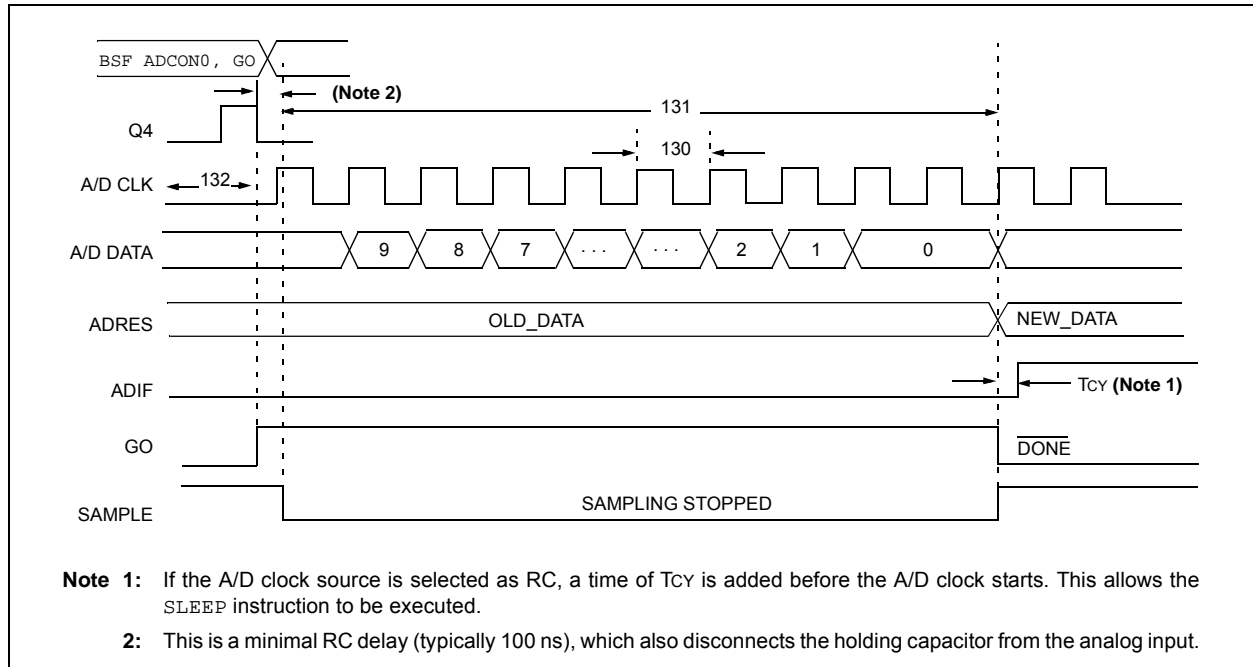 BSF ADCON0, GO
(Note 2)
131
Q4
130
A/D CLK
132
A/D DATA
9 8 7 . . . . . . 2 1 0
ADRES
OLD_DATA
NEW_DATA
ADIF
TCY (Note 1)
GO
DONE
SAMPLE
SAMPLING STOPPED
Note 1: If the A/D clock source is selected as RC, a time of TCY is added before the A/D clock starts. This allows the
SLEEP instruction to be executed.
2: This is a minimal RC delay (typically 100 ns), which also disconnects the holding capacitor from the analog input.